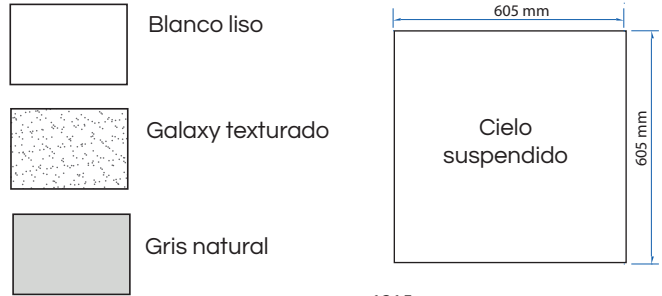 605 mm
Blanco liso
Galaxy texturado
Cielo
suspendido
605 mm
Gris natural